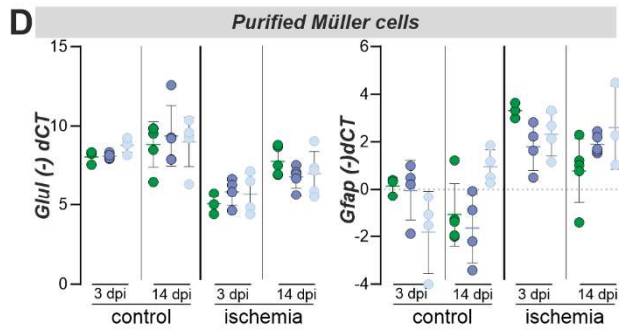 D
Purified Müller cells
Glul (-) dCT
15
10
5
0
3 dpi 14 dpi 3 dpi 14 dpi
control ischemia
Gfap (-)dCT
6
4
2
0
-2
-4
3 dpi 14 dpi 3 dpi 14 dpi
control ischemia